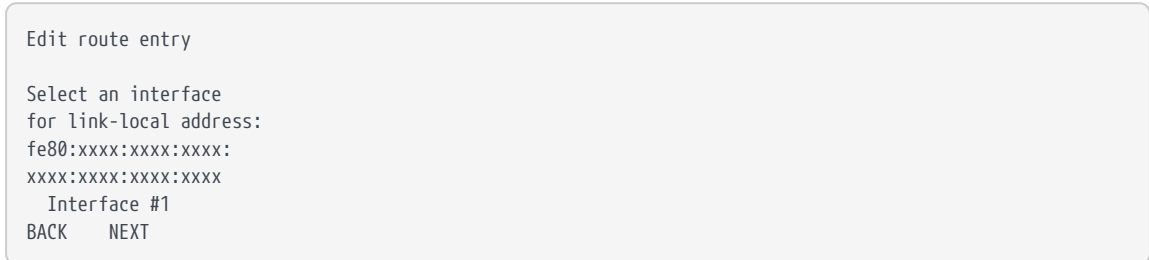 Edit route entry
Select an interface
for link-local address:
fe80:xxxx:xxxx:xxxx:
xxxx:xxxx:xxxx:xxxx
Interface #1
BACK NEXT